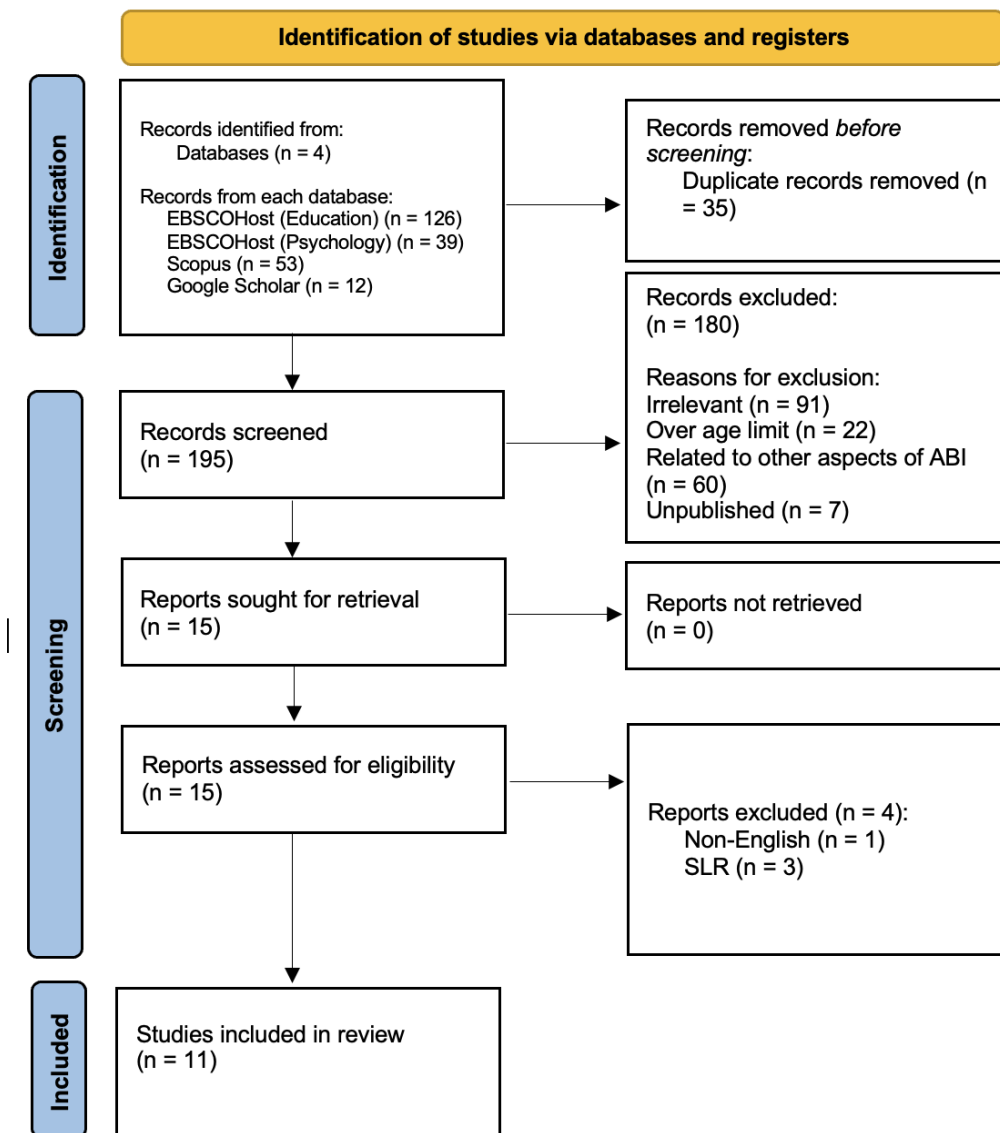 Identification of studies via databases and registers
Identification
Records identified from:
Databases (n = 4)
Records from each database:
EBSCOHost (Education) (n = 126)
EBSCOHost (Psychology) (n = 39)
Scopus (n = 53)
Google Scholar (n = 12)
Records removed before
screening:
Duplicate records removed (n
= 35)
Screening
Records screened
(n = 195)
Records excluded:
(n = 180)
Reasons for exclusion:
Irrelevant (n = 91)
Over age limit (n = 22)
Related to other aspects of ABI
(n = 60)
Unpublished (n = 7)
Reports sought for retrieval
(n = 15)
Reports not retrieved
(n = 0)
Reports assessed for eligibility
(n = 15)
Reports excluded (n = 4):
Non-English (n = 1)
SLR (n = 3)
Included
Studies included in review
(n = 11)